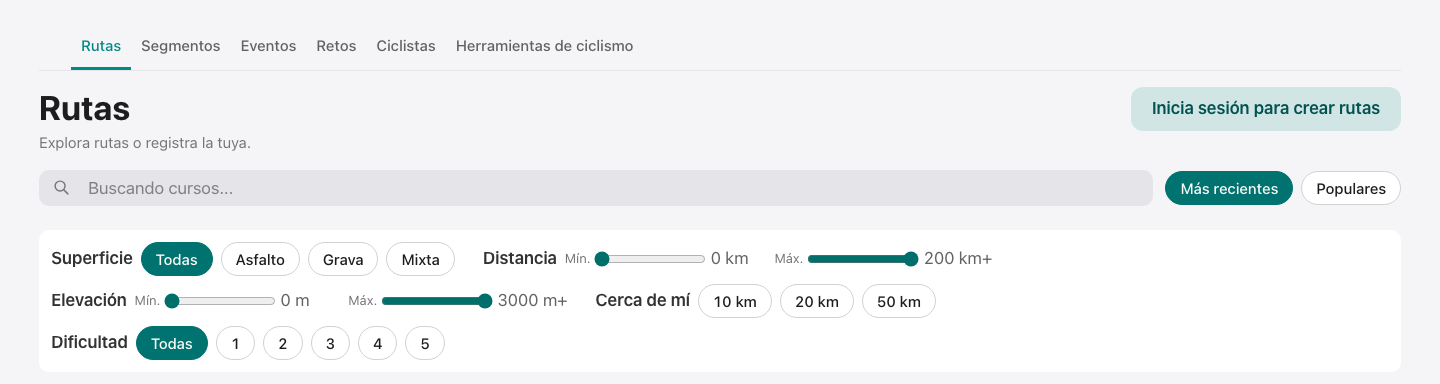 Rutas Segmentos Eventos Retos Ciclistas Herramientas de ciclismo
Rutas
Inicia sesión para crear rutas
Explora rutas o registra la tuya.
Buscando cursos...
Más recientes Populares
Superficie Todas Asfalto Grava Mixta Distancia Mín. 0 km Máx. 200 km+
Elevación Mín. 0 m Máx. 3000 m+ Cerca de mí 10 km 20 km 50 km
Dificultad Todas 1 2 3 4 5